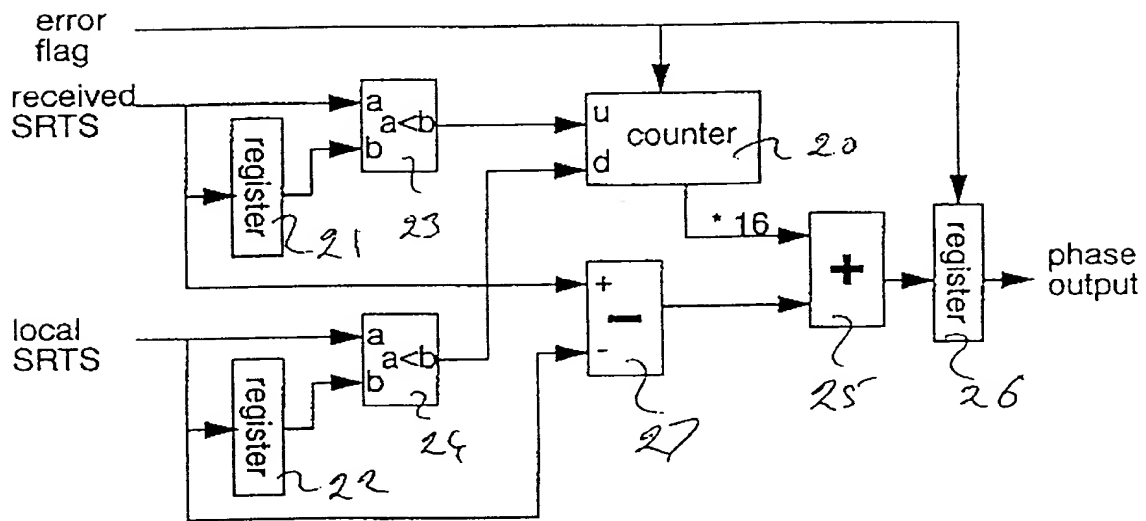 error
flag
received
SRTS
a
a<b
b
register
21
23
u
d
counter
20
* 16
local
SRTS
a
a<b
b
register
22
24
+
−
-
27
+
25
register
26
phase
output